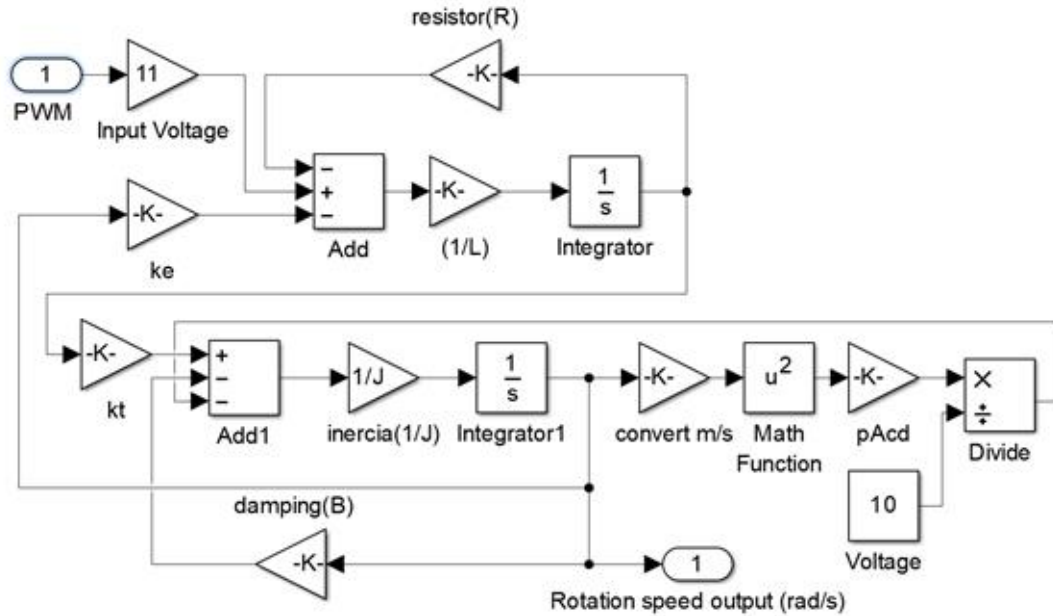 resistor(R)
1
PWM
11
Input Voltage
-K-
−
+
−
Add
-K-
(1/L)
1
s
Integrator
-K-
ke
-K-
kt
+
−
−
Add1
1/J
inercia(1/J)
1
s
Integrator1
-K-
convert m/s
u²
Math
Function
-K-
pAcd
×
÷
Divide
10
Voltage
damping(B)
-K-
1
Rotation speed output (rad/s)